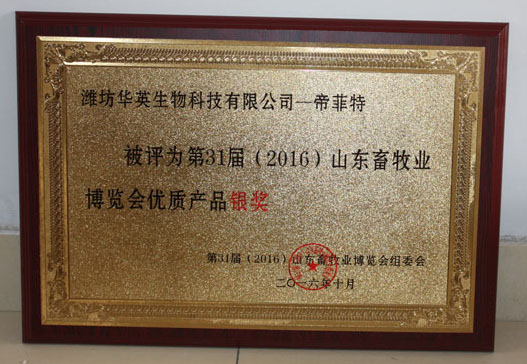 潍坊华英生物科技有限公司—帝菲特
被评为第31届（2016）山东畜牧业
博览会优质产品银奖
第31届（2016）山东畜牧业博览会组委会
二〇一六年十月